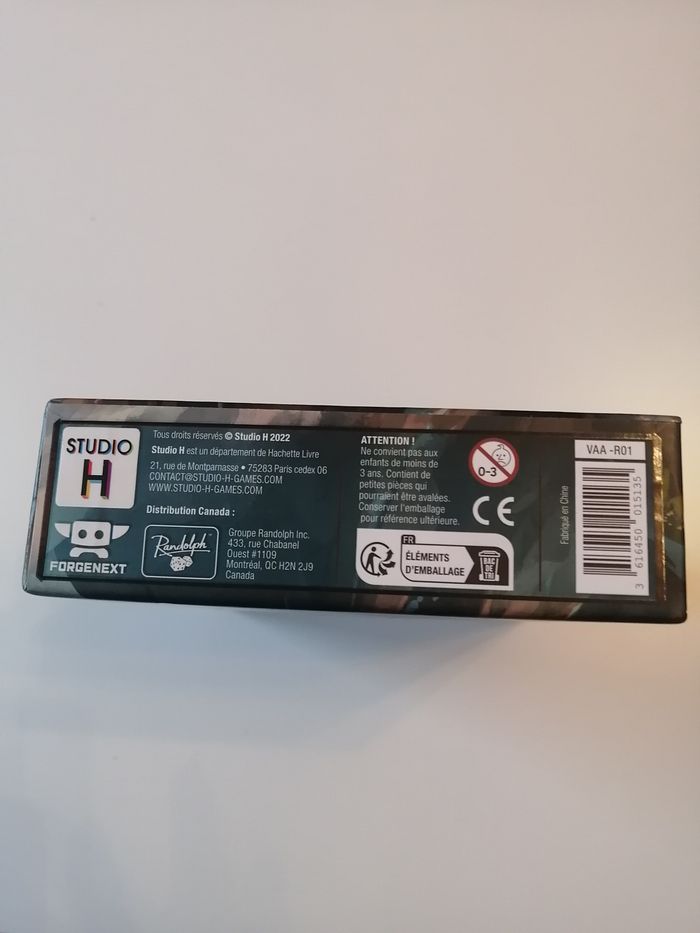 STUDIO
H
FORGENEXT
Tous droits réservés © Studio H 2022
Studio H est un département de Hachette Livre
21, rue de Montparnasse • 75283 Paris cedex 06
CONTACT@STUDIO-H-GAMES.COM
WWW.STUDIO-H-GAMES.COM
Distribution Canada :
Randolph
Groupe Randolph Inc.
433, rue Chabanel
Ouest #1109
Montréal, QC H2N 2J9
Canada
ATTENTION !
Ne convient pas aux
enfants de moins de
3 ans. Contient de
petites pièces qui
pourraient être avalées.
Conserver l'emballage
pour référence ultérieure.
0-3
CE
FR
ÉLÉMENTS
D'EMBALLAGE
BAC
DE
TRI
Fabriqué en Chine
VAA -R01
3 616450 015135